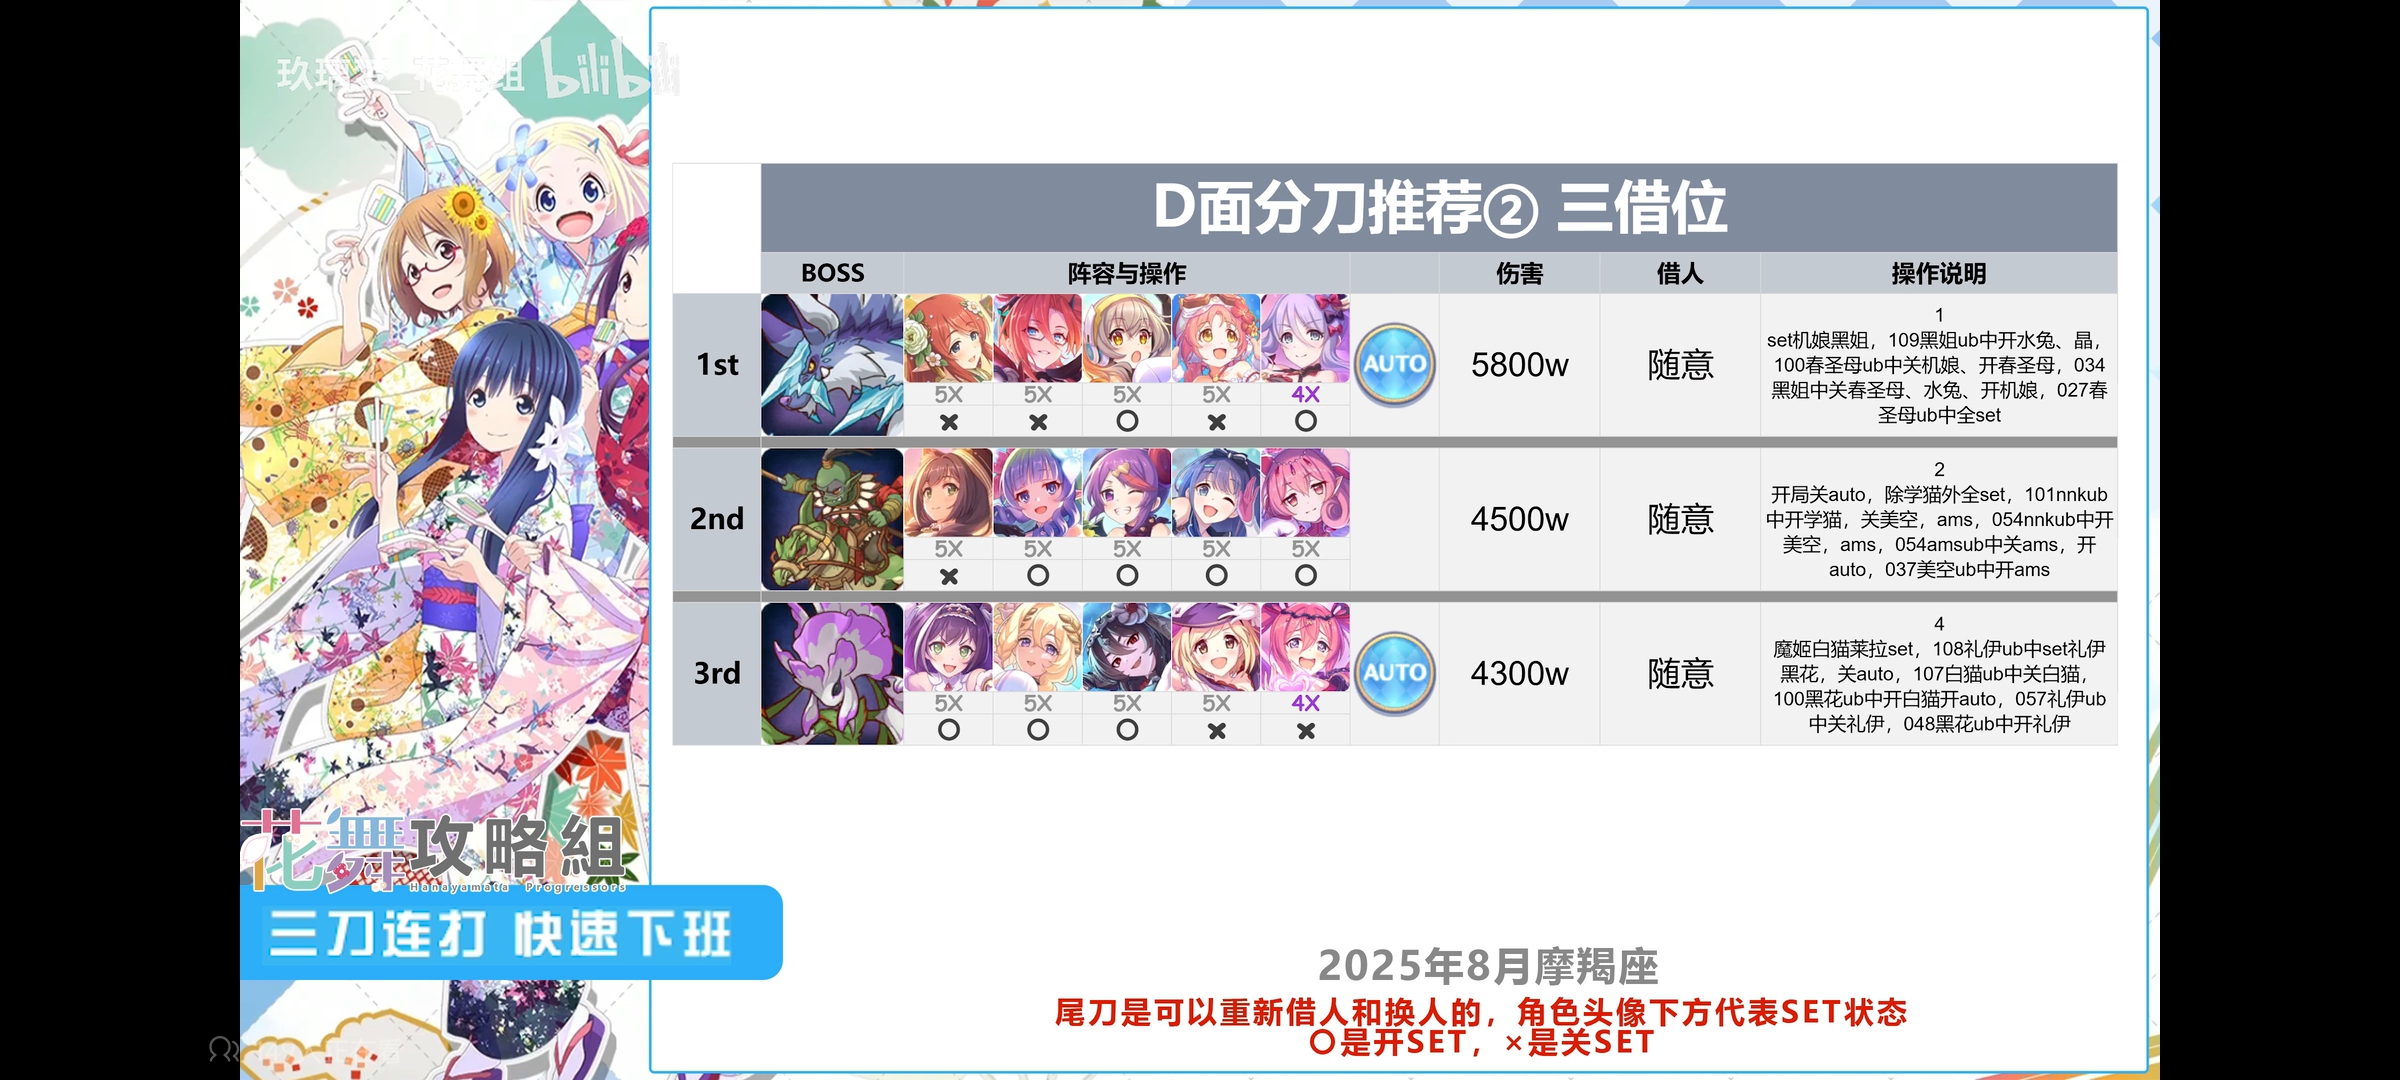 bilibili
D面分刀推荐② 三借位
BOSS 阵容与操作 伤害 借人 操作说明
1st 5X 5X 5X 5X 4X × × ○ × ○ AUTO 5800w 随意
1
set机娘黑姐，109黑姐ub中开水兔、晶，
100春圣母ub中关机娘、开春圣母，034
黑姐中关春圣母、水兔、开机娘，027春
圣母ub中全set
2nd 5X 5X 5X 5X 5X × ○ ○ ○ ○ 4500w 随意
2
开局关auto，除学猫外全set，101nnkub
中开学猫，关美空，ams，054nnkub中开
美空，ams，054amsub中关ams，开
auto，037美空ub中开ams
3rd 5X 5X 5X 5X 4X ○ ○ ○ × × AUTO 4300w 随意
4
魔姬白猫莱拉set，108礼伊ub中set礼伊
黑花，关auto，107白猫ub中关白猫，
100黑花ub中开白猫开auto，057礼伊ub
中关礼伊，048黑花ub中开礼伊
花舞攻略組
Hanayamata Progressors
三刀连打 快速下班
2025年8月摩羯座
尾刀是可以重新借人和换人的，角色头像下方代表SET状态
○是开SET，×是关SET